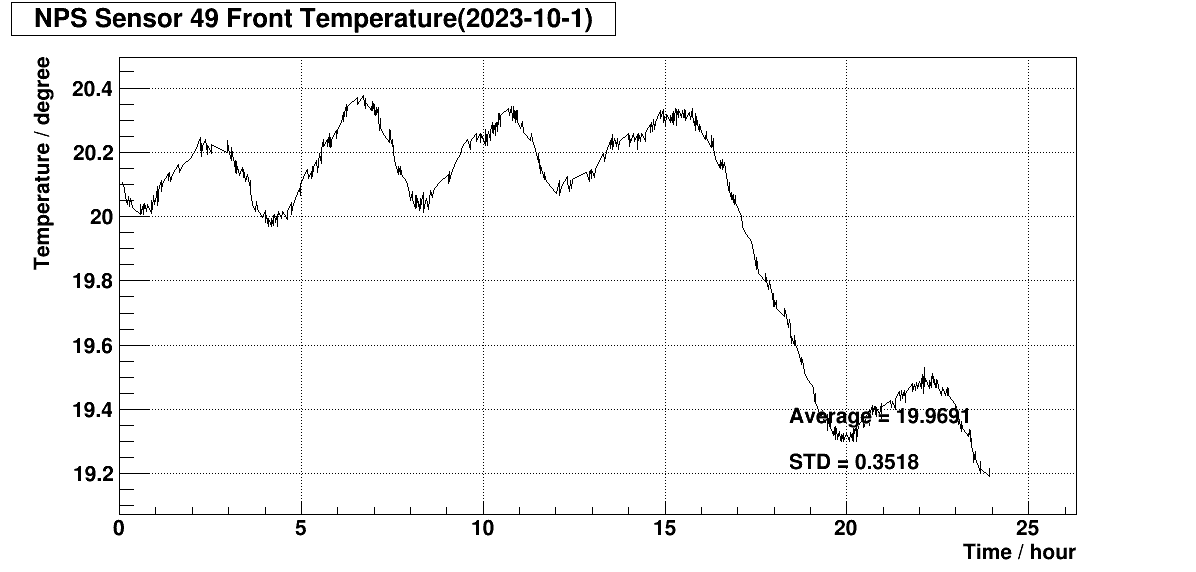 NPS Sensor 49 Front Temperature(2023-10-1)
Temperature / degree
20.4
20.2
20
19.8
19.6
19.4
19.2
Average = 19.9691
STD = 0.3518
0 5 10 15 20 25
Time / hour